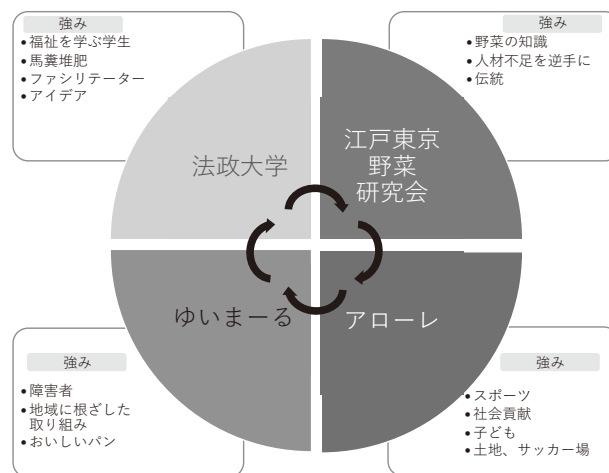 強み
• 福祉を学ぶ学生
• 馬糞堆肥
• ファシリテーター
• アイデア
強み
• 野菜の知識
• 人材不足を逆手に
• 伝統
法政大学
江戸東京
野菜
研究会
ゆいまーる
アローレ
強み
• 障害者
• 地域に根ざした
取り組み
• おいしいパン
強み
• スポーツ
• 社会貢献
• 子ども
• 土地、サッカー場